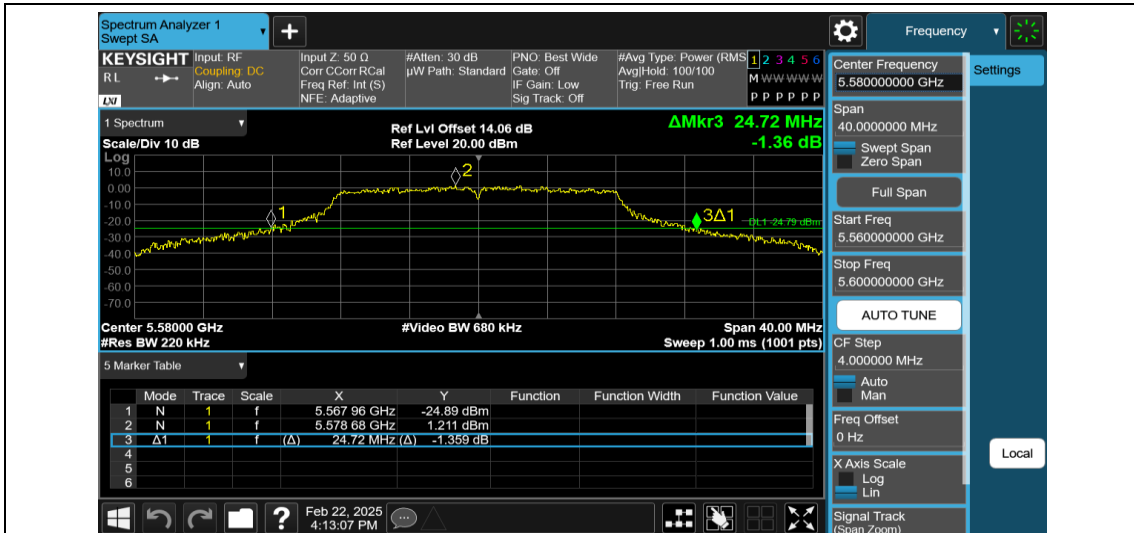 Spectrum Analyzer 1
Swept SA
Frequency
KEYSIGHT
R L
LXI
Input: RF
Coupling: DC
Align: Auto
Input Z: 50 Ω
Corr CCorr RCal
Freq Ref: Int (S)
NFE: Adaptive
#Atten: 30 dB
µW Path: Standard
PNO: Best Wide
Gate: Off
IF Gain: Low
Sig Track: Off
#Avg Type: Power (RMS
Avg|Hold: 100/100
Trig: Free Run
1 2 3 4 5 6
M W W W W W
P P P P P P
1 Spectrum
Scale/Div 10 dB
Ref Lvl Offset 14.06 dB
Ref Level 20.00 dBm
ΔMkr3 24.72 MHz
-1.36 dB
Log
10.0
0.00
-10.0
-20.0
-30.0
-40.0
-50.0
-60.0
-70.0
1
2
3Δ1
DL1 -24.79 dBm
Center 5.58000 GHz
#Video BW 680 kHz
Span 40.00 MHz
#Res BW 220 kHz
Sweep 1.00 ms (1001 pts)
5 Marker Table
Mode Trace Scale X Y Function Function Width Function Value
1 N 1 f 5.567 96 GHz -24.89 dBm
2 N 1 f 5.578 68 GHz 1.211 dBm
3 Δ1 1 f (Δ) 24.72 MHz (Δ) -1.359 dB
4
5
6
Feb 22, 2025
4:13:07 PM
Center Frequency
5.580000000 GHz
Settings
Span
40.0000000 MHz
Swept Span
Zero Span
Full Span
Start Freq
5.560000000 GHz
Stop Freq
5.600000000 GHz
AUTO TUNE
CF Step
4.000000 MHz
Auto
Man
Freq Offset
0 Hz
X Axis Scale
Log
Lin
Local
Signal Track
(Span Zoom)